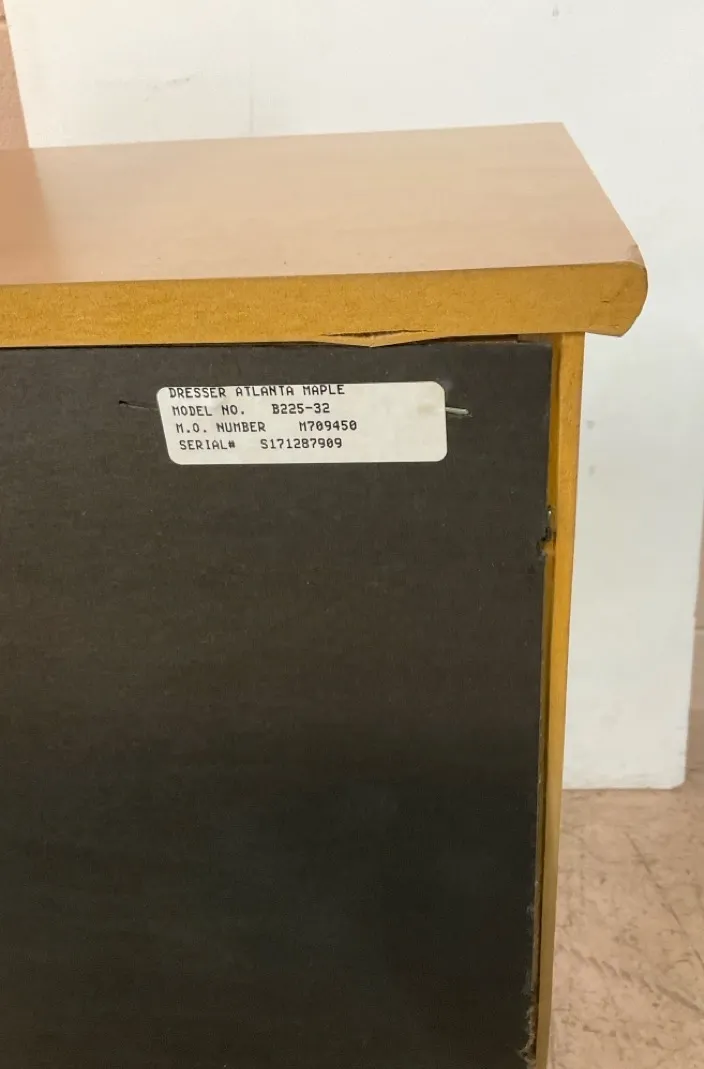 DRESSER ATLANTA MAPLE
MODEL NO. B225-32
M.O. NUMBER M709450
SERIAL# S171287909